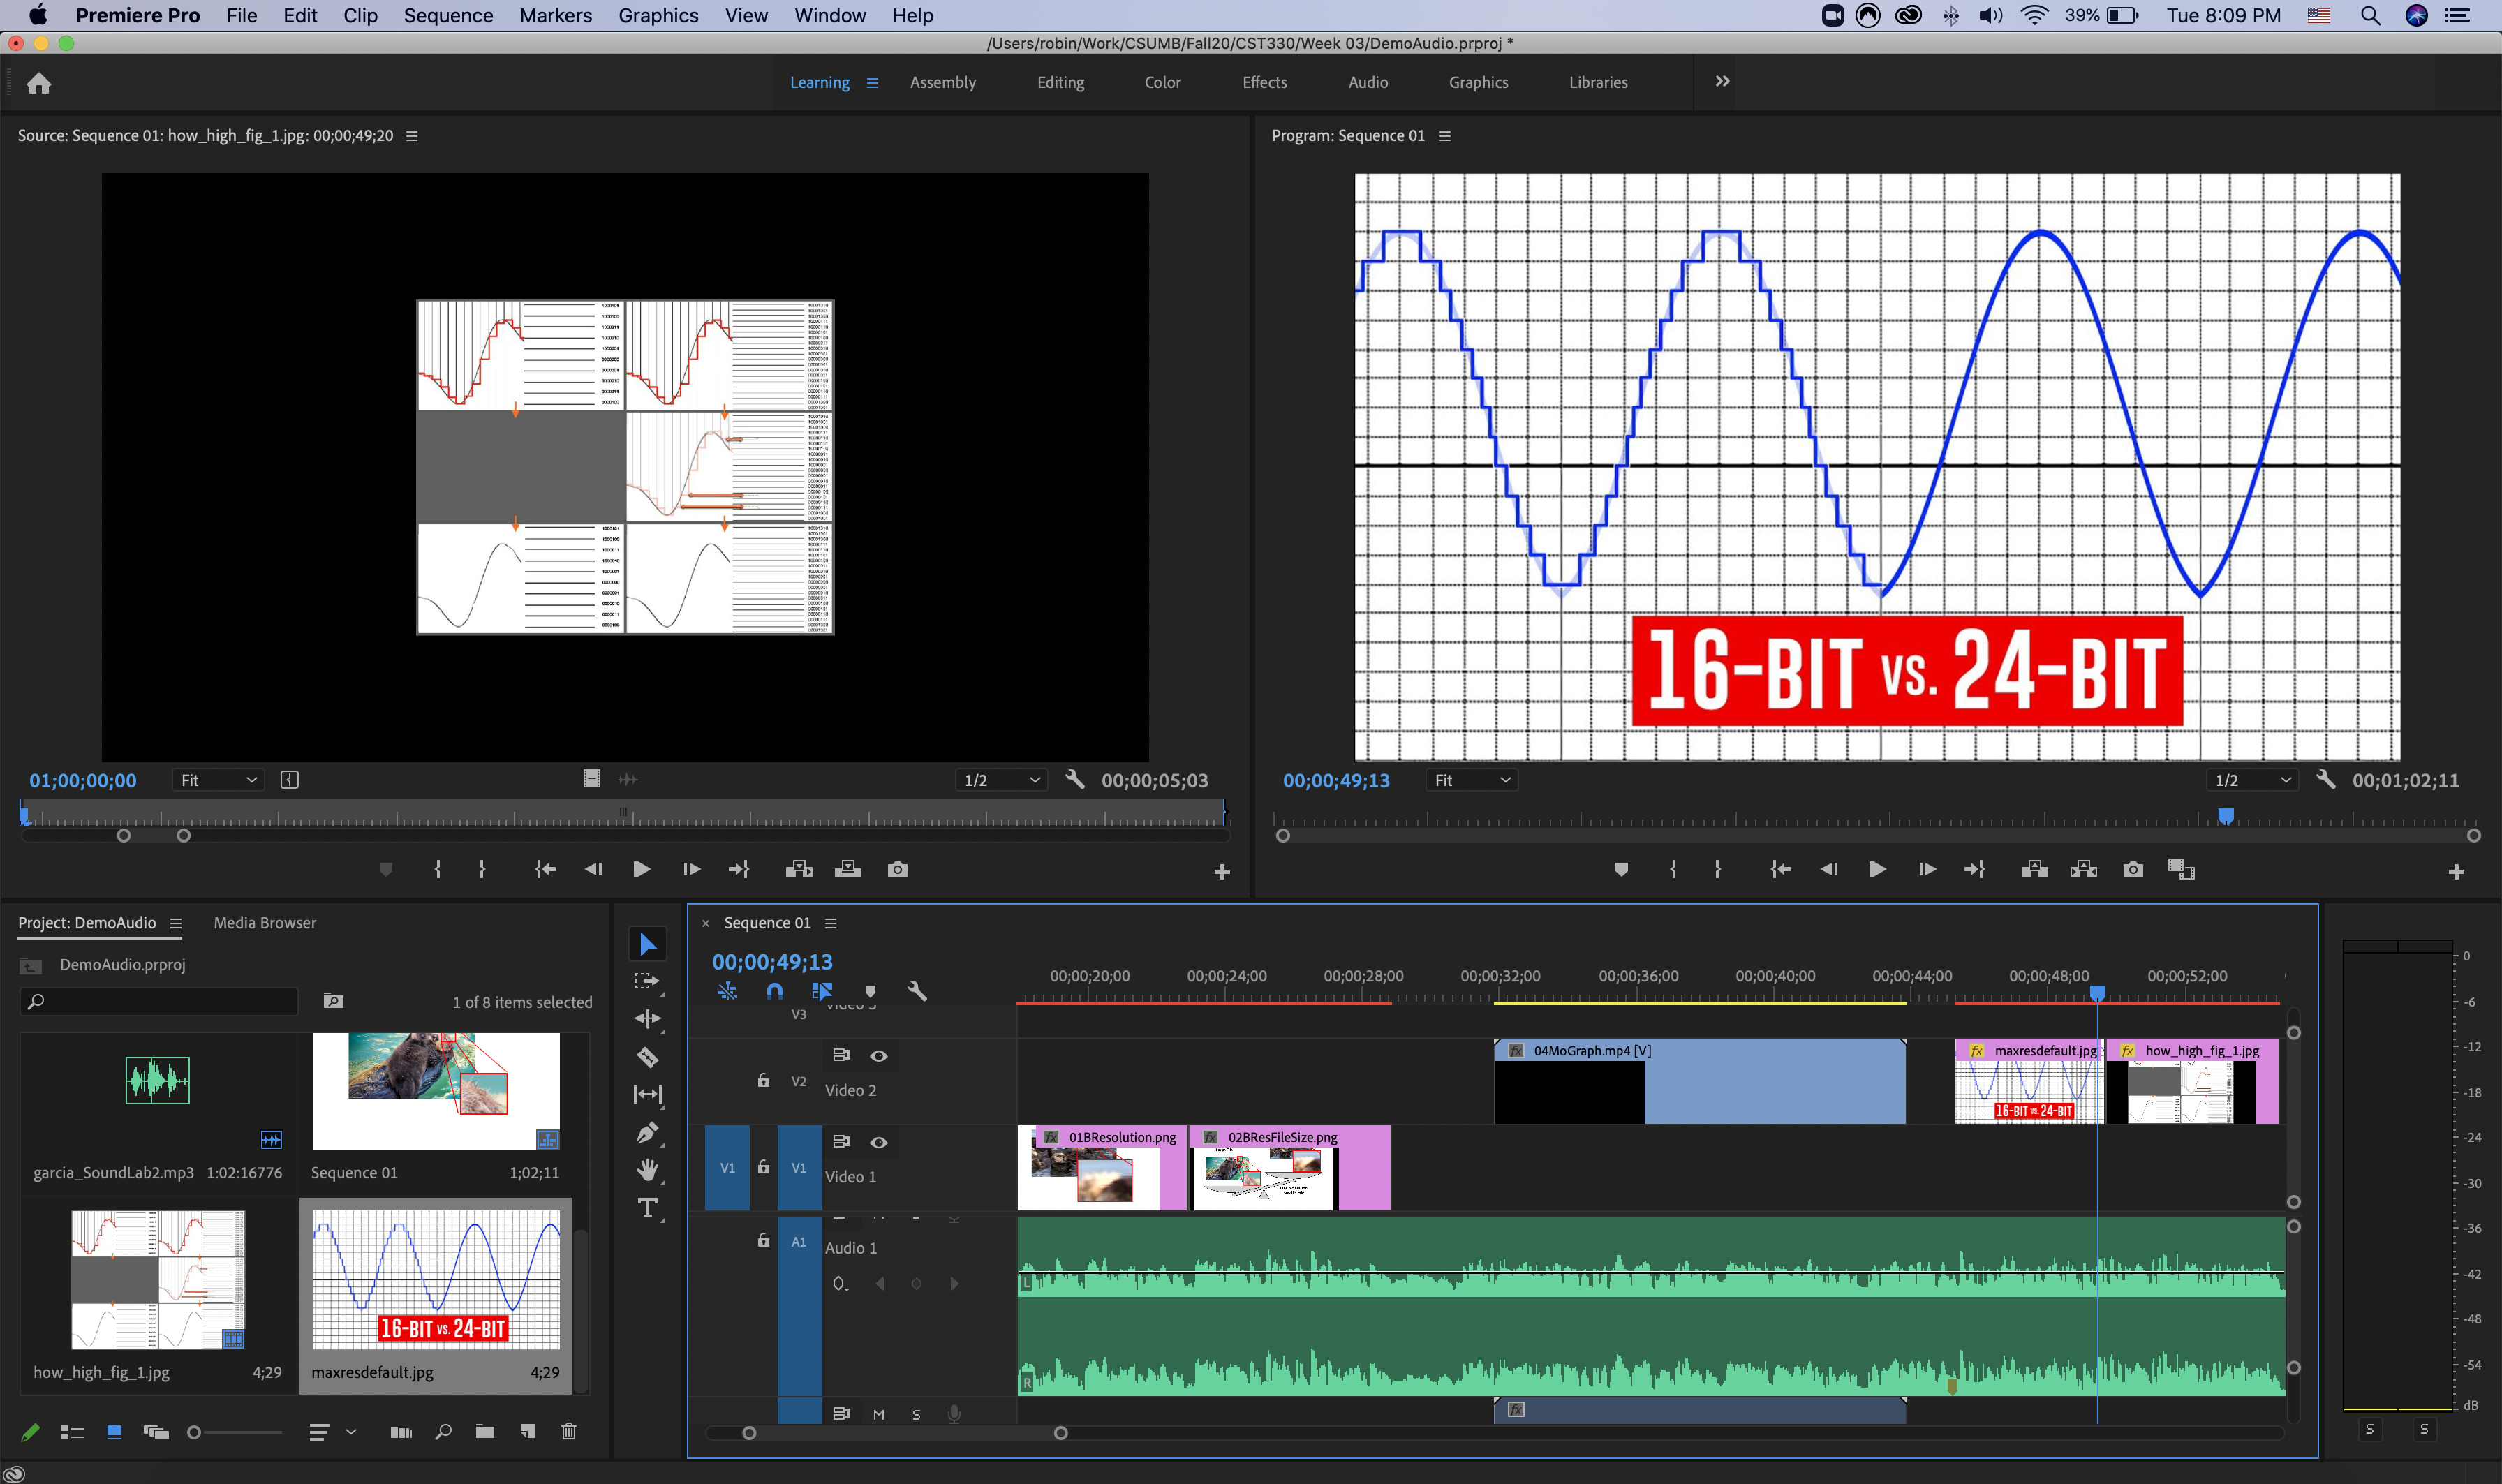 Premiere Pro File Edit Clip Sequence Markers Graphics View Window Help 39% Tue 8:09 PM
/Users/robin/Work/CSUMB/Fall20/CST330/Week 03/DemoAudio.prproj *
Learning Assembly Editing Color Effects Audio Graphics Libraries
Source: Sequence 01: how_high_fig_1.jpg: 00;00;49;20
Program: Sequence 01
16-BIT vs. 24-BIT
01;00;00;00 Fit 1/2 00;00;05;03
00;00;49;13 Fit 1/2 00;01;02;11
Project: DemoAudio Media Browser
DemoAudio.prproj
1 of 8 items selected
garcia_SoundLab2.mp3 1:02:16776
Sequence 01 1;02;11
16-BIT vs. 24-BIT
how_high_fig_1.jpg 4;29
maxresdefault.jpg 4;29
Sequence 01
00;00;49;13
00;00;20;00 00;00;24;00 00;00;28;00 00;00;32;00 00;00;36;00 00;00;40;00 00;00;44;00 00;00;48;00 00;00;52;00
V3
V2 Video 2
fx 04MoGraph.mp4 [V] fx maxresdefault.jpg fx how_high_fig_1.jpg
16-BIT vs. 24-BIT
V1 V1 Video 1
fx 01BResolution.png fx 02BResFileSize.png
A1 Audio 1
L
R
M S
fx
0
-6
-12
-18
-24
-30
-36
-42
-48
-54
dB
S S